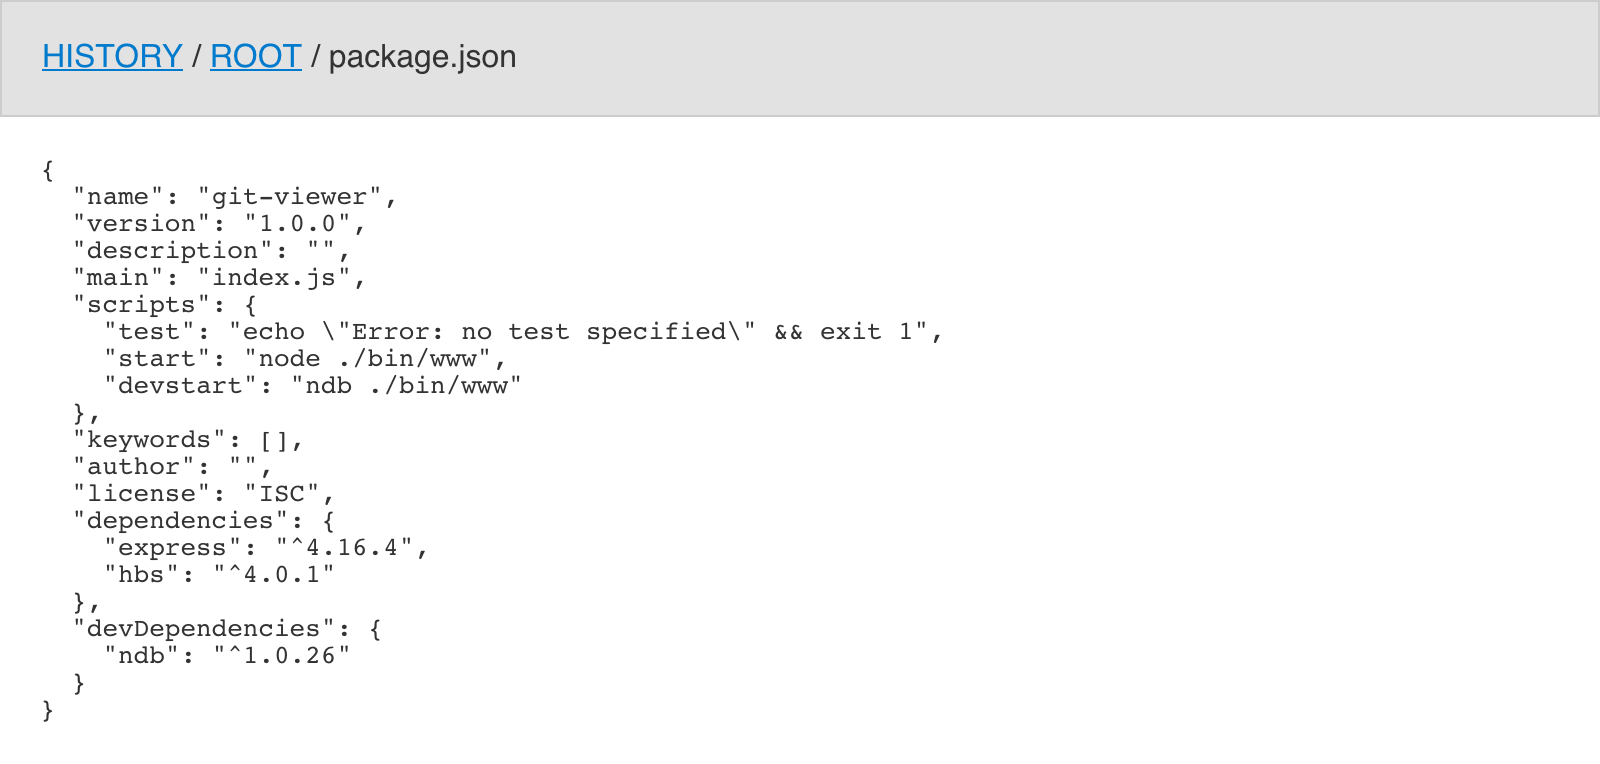 HISTORY / ROOT / package.json
{
  "name": "git-viewer",
  "version": "1.0.0",
  "description": "",
  "main": "index.js",
  "scripts": {
    "test": "echo \"Error: no test specified\" && exit 1",
    "start": "node ./bin/www",
    "devstart": "ndb ./bin/www"
  },
  "keywords": [],
  "author": "",
  "license": "ISC",
  "dependencies": {
    "express": "^4.16.4",
    "hbs": "^4.0.1"
  },
  "devDependencies": {
    "ndb": "^1.0.26"
  }
}